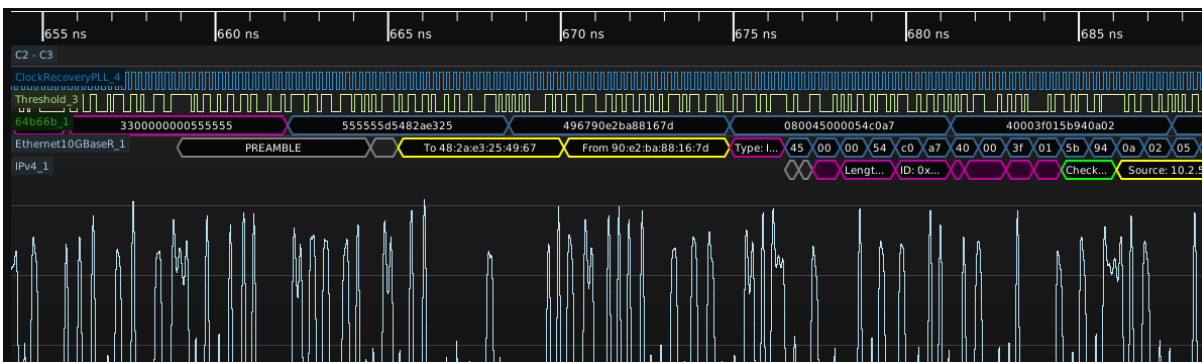 655 ns 660 ns 665 ns 670 ns 675 ns 680 ns 685 ns
C2 - C3
ClockRecoveryPLL_4
Threshold_3
64b66b_1 3300000000555555 555555d5482ae325 496790e2ba88167d 080045000054c0a7 40003f015b940a02
Ethernet10GBaseR_1 PREAMBLE To 48:2a:e3:25:49:67 From 90:e2:ba:88:16:7d Type: I... 45 00 00 54 c0 a7 40 00 3f 01 5b 94 0a 02 05
IPv4_1 Lengt... ID: 0x... Check... Source: 10.2.5